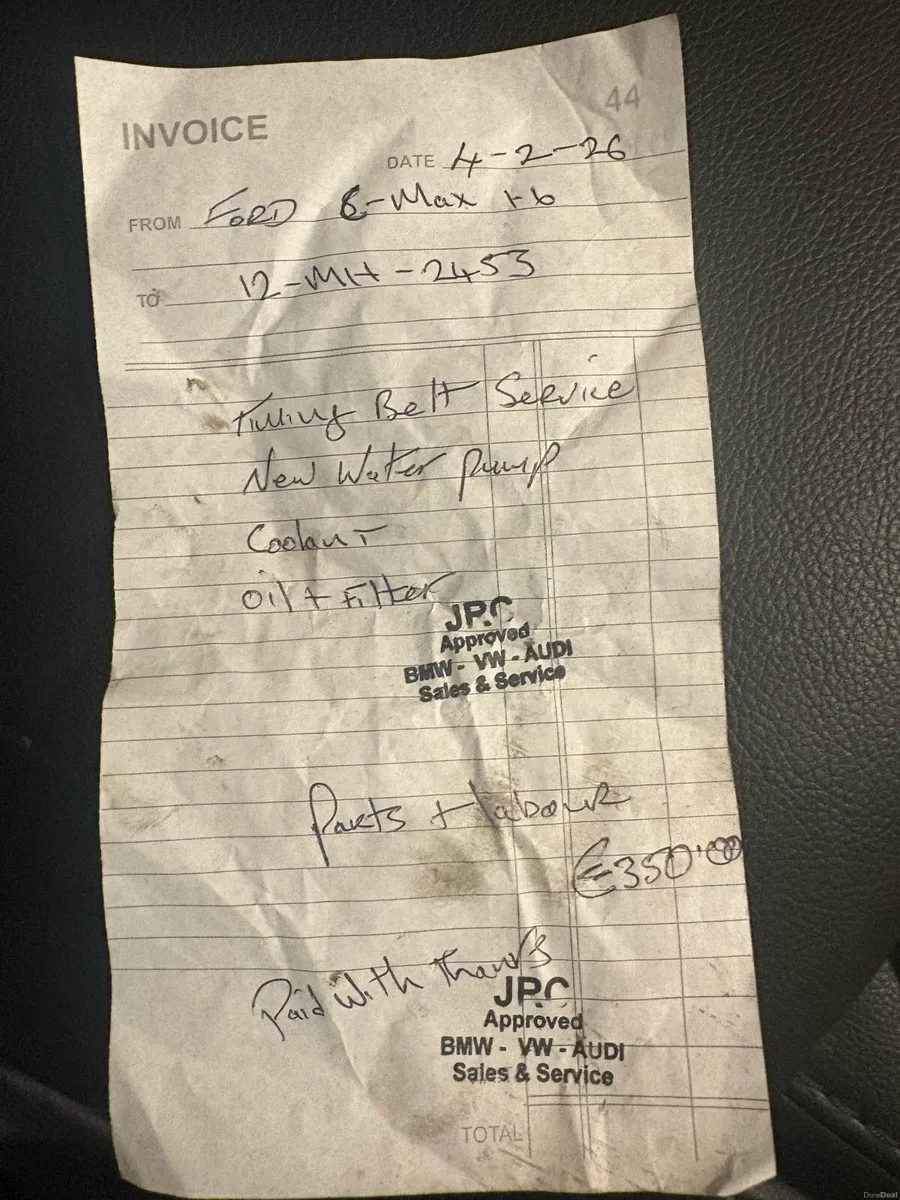 INVOICE
44
DATE 4-2-26
FROM FORD C-Max 1.6
TO 12-MH-2453
Timing Belt Service
New Water Pump
Coolant
Oil + Filter
JPC
Approved
BMW - VW - AUDI
Sales & Service
Parts + labour
€350.00
Paid With Thanks
JPC
Approved
BMW - VW - AUDI
Sales & Service
TOTAL
DoneDeal